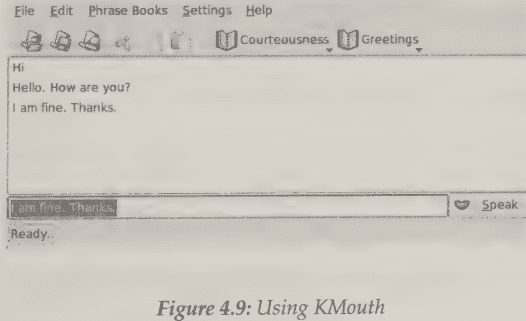 File Edit Phrase Books Settings Help
Courteousness Greetings
Hi
Hello. How are you?
I am fine. Thanks.
I am fine. Thanks. Speak
Ready.
Figure 4.9: Using KMouth